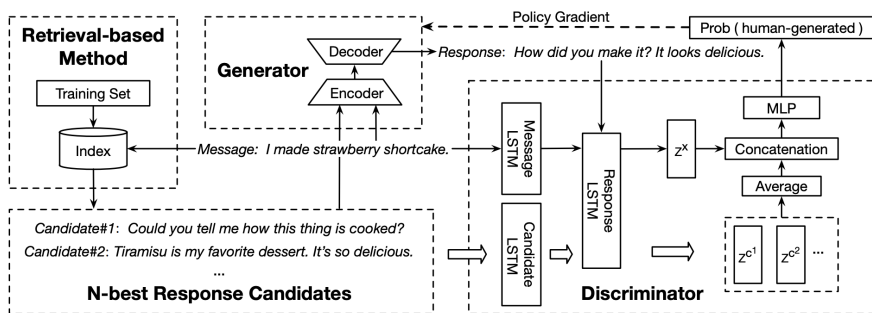 Retrieval-based
Method
Training Set
Index
Generator
Decoder
Encoder
Policy Gradient
Prob ( human-generated )
Response: How did you make it? It looks delicious.
Message: I made strawberry shortcake.
Message
LSTM
Response
LSTM
Candidate
LSTM
z^x
MLP
Concatenation
Average
z^c1
z^c2
...
Discriminator
Candidate#1: Could you tell me how this thing is cooked?
Candidate#2: Tiramisu is my favorite dessert. It's so delicious.
...
N-best Response Candidates